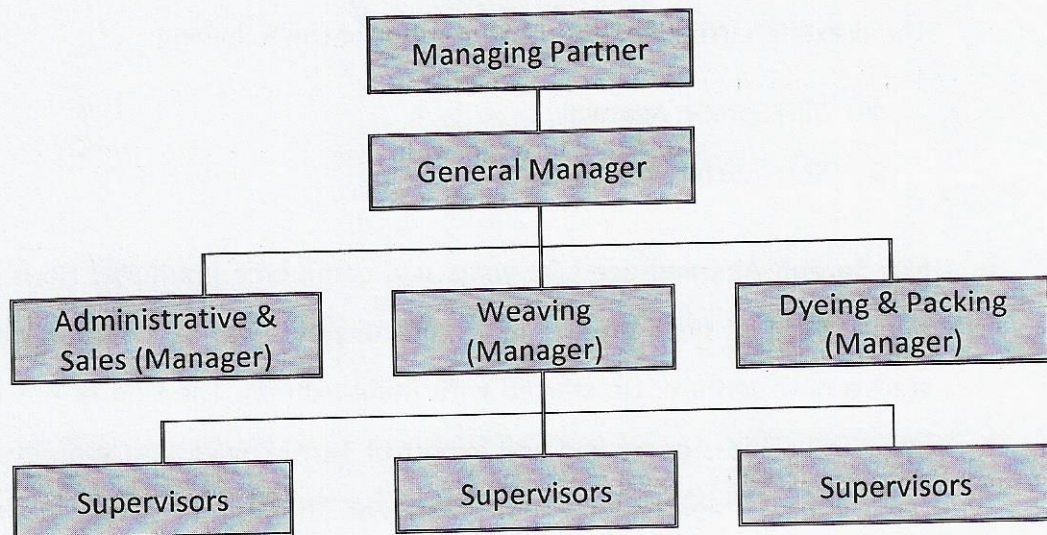 Managing Partner
General Manager
Administrative &
Sales (Manager)
Weaving
(Manager)
Dyeing & Packing
(Manager)
Supervisors
Supervisors
Supervisors